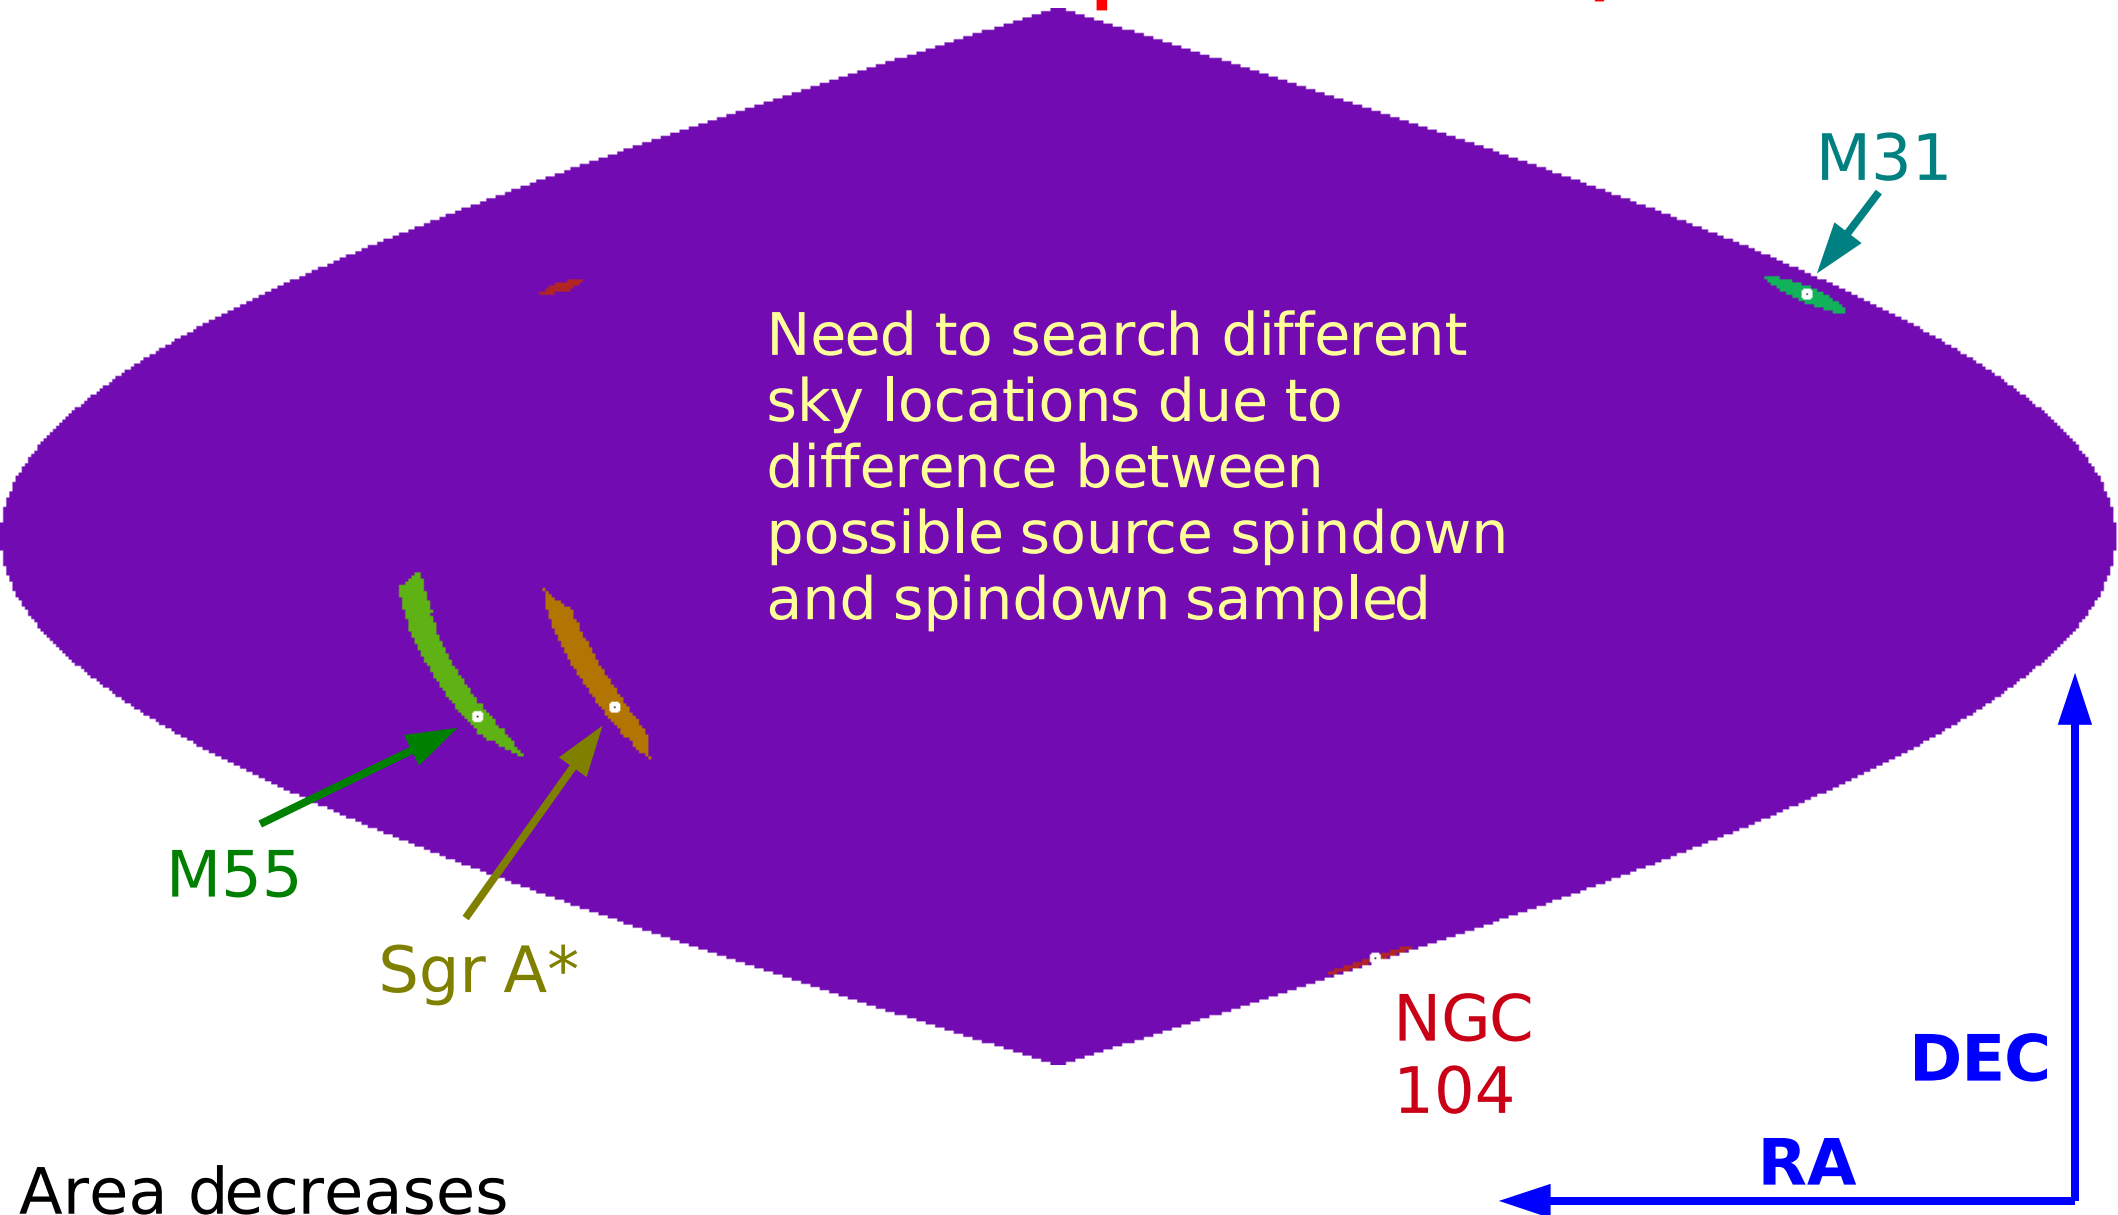 M31
Need to search different
sky locations due to
difference between
possible source spindown
and spindown sampled
M55
Sgr A*
NGC
104
DEC
RA
Area decreases